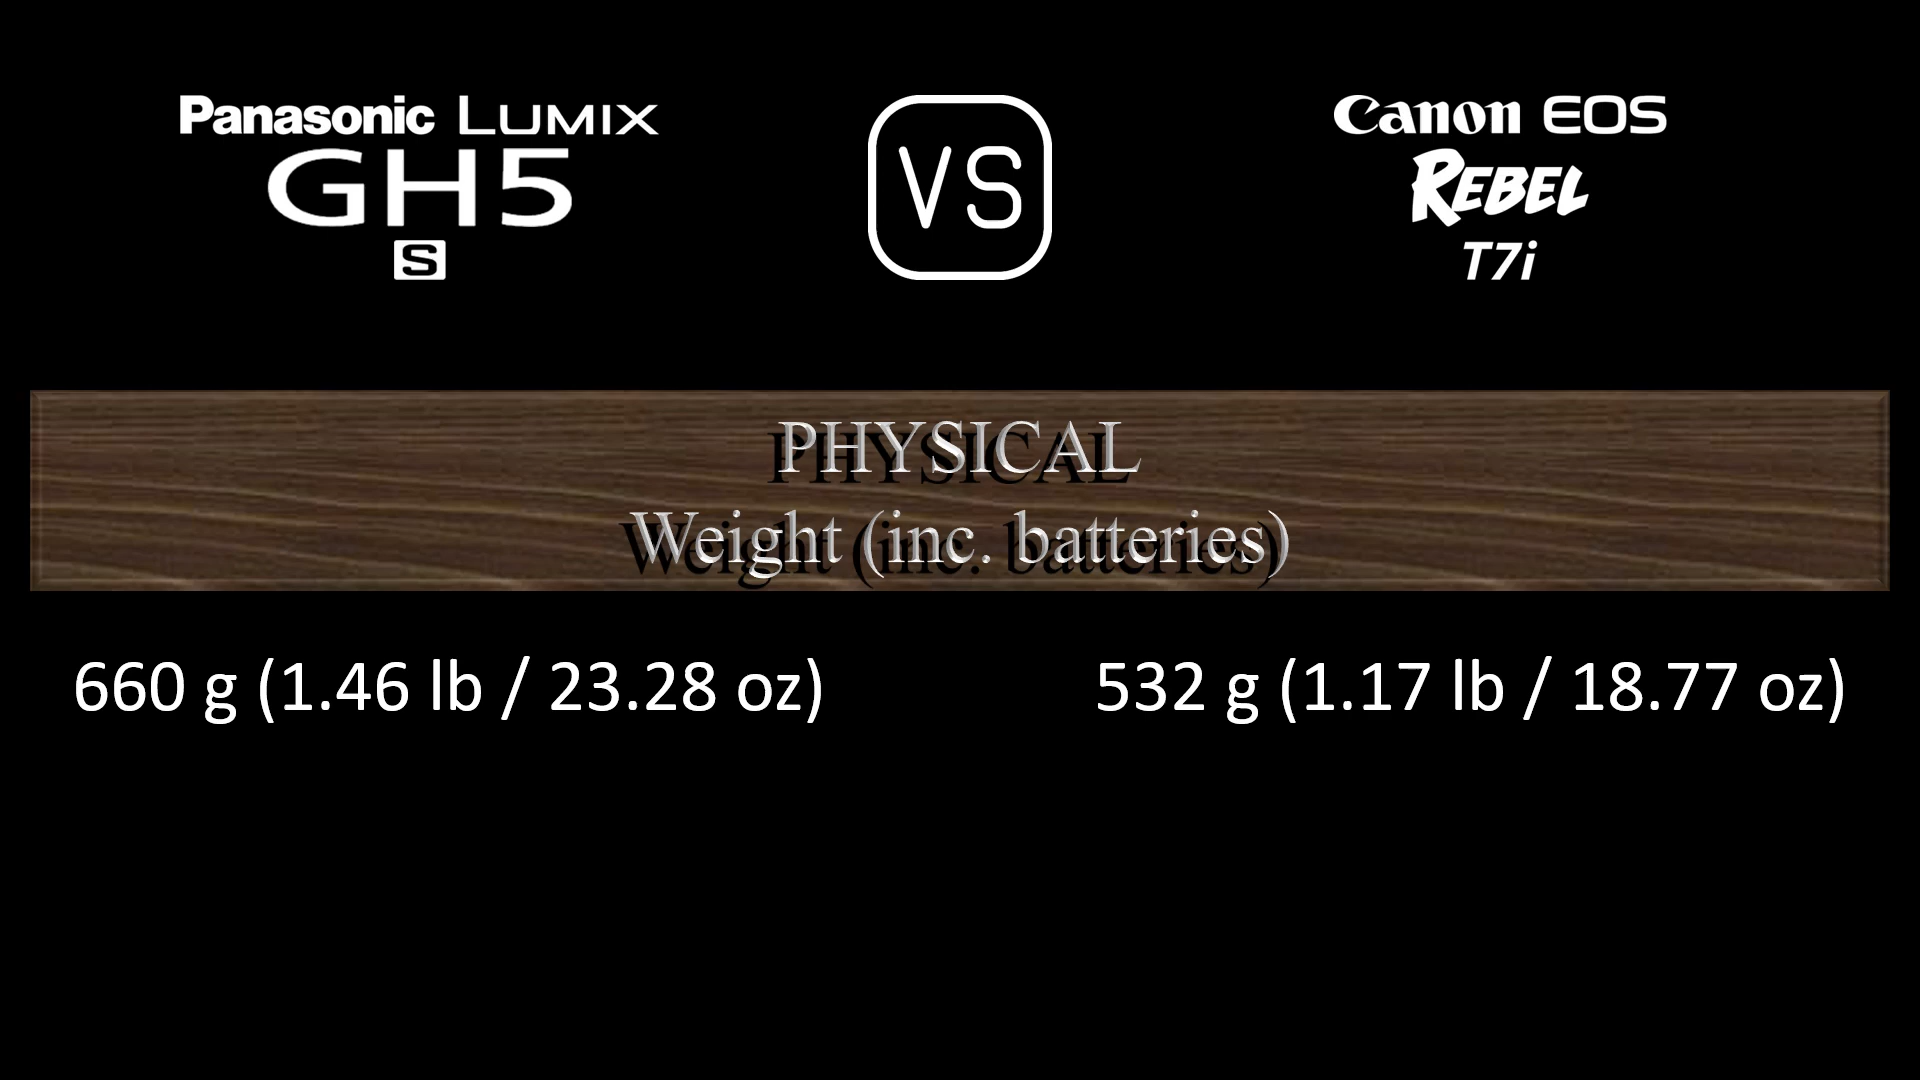 Panasonic LUMIX
GH5
S
VS
Canon EOS
REBEL
T7i
PHYSICAL
Weight (inc. batteries)
660 g (1.46 lb / 23.28 oz)
532 g (1.17 lb / 18.77 oz)